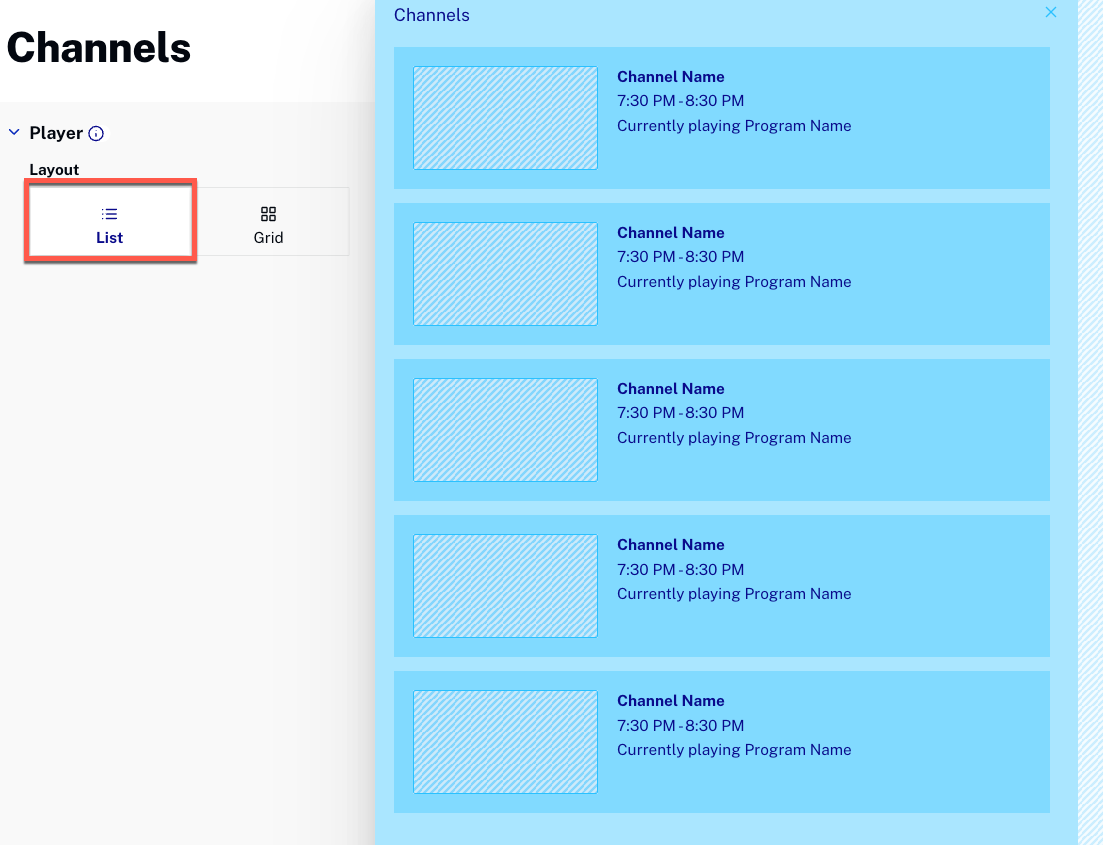 Channels
Player
Layout
List
Grid
Channels
Channel Name
7:30 PM - 8:30 PM
Currently playing Program Name
Channel Name
7:30 PM - 8:30 PM
Currently playing Program Name
Channel Name
7:30 PM - 8:30 PM
Currently playing Program Name
Channel Name
7:30 PM - 8:30 PM
Currently playing Program Name
Channel Name
7:30 PM - 8:30 PM
Currently playing Program Name